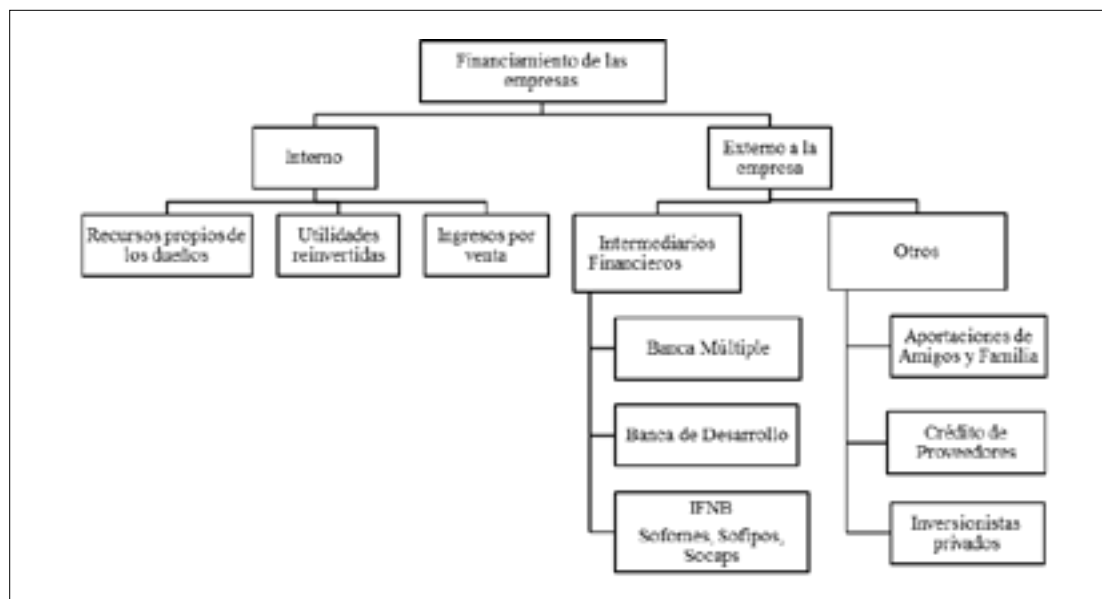 Financiamiento de las
empresas
Interno
Externo a la
empresa
Recursos propios de
los dueños
Utilidades
reinvertidas
Ingresos por
venta
Intermediarios
Financieros
Otros
Banca Múltiple
Banca de Desarrollo
IFNB
Sofomes, Sofipos,
Socaps
Aportaciones de
Amigos y Familia
Crédito de
Proveedores
Inversionistas
privados